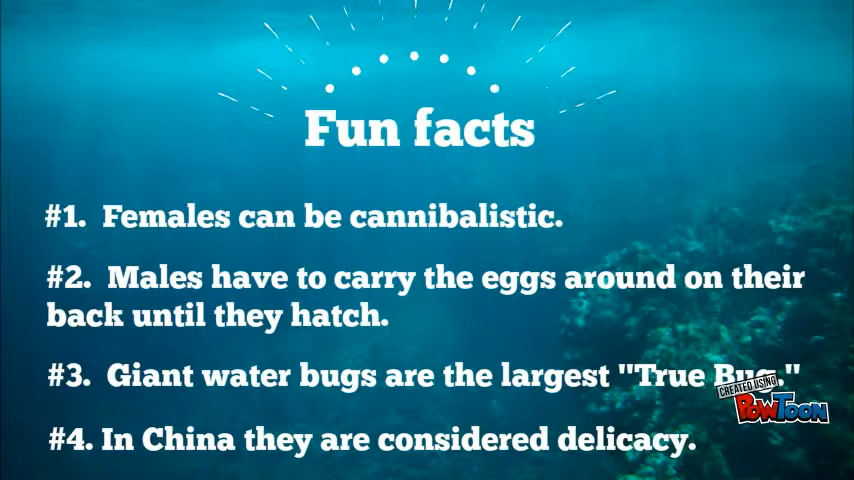 Fun facts
#1. Females can be cannibalistic.
#2. Males have to carry the eggs around on their
back until they hatch.
#3. Giant water bugs are the largest "True Bug."
CREATED USING
POWTOON
#4. In China they are considered delicacy.